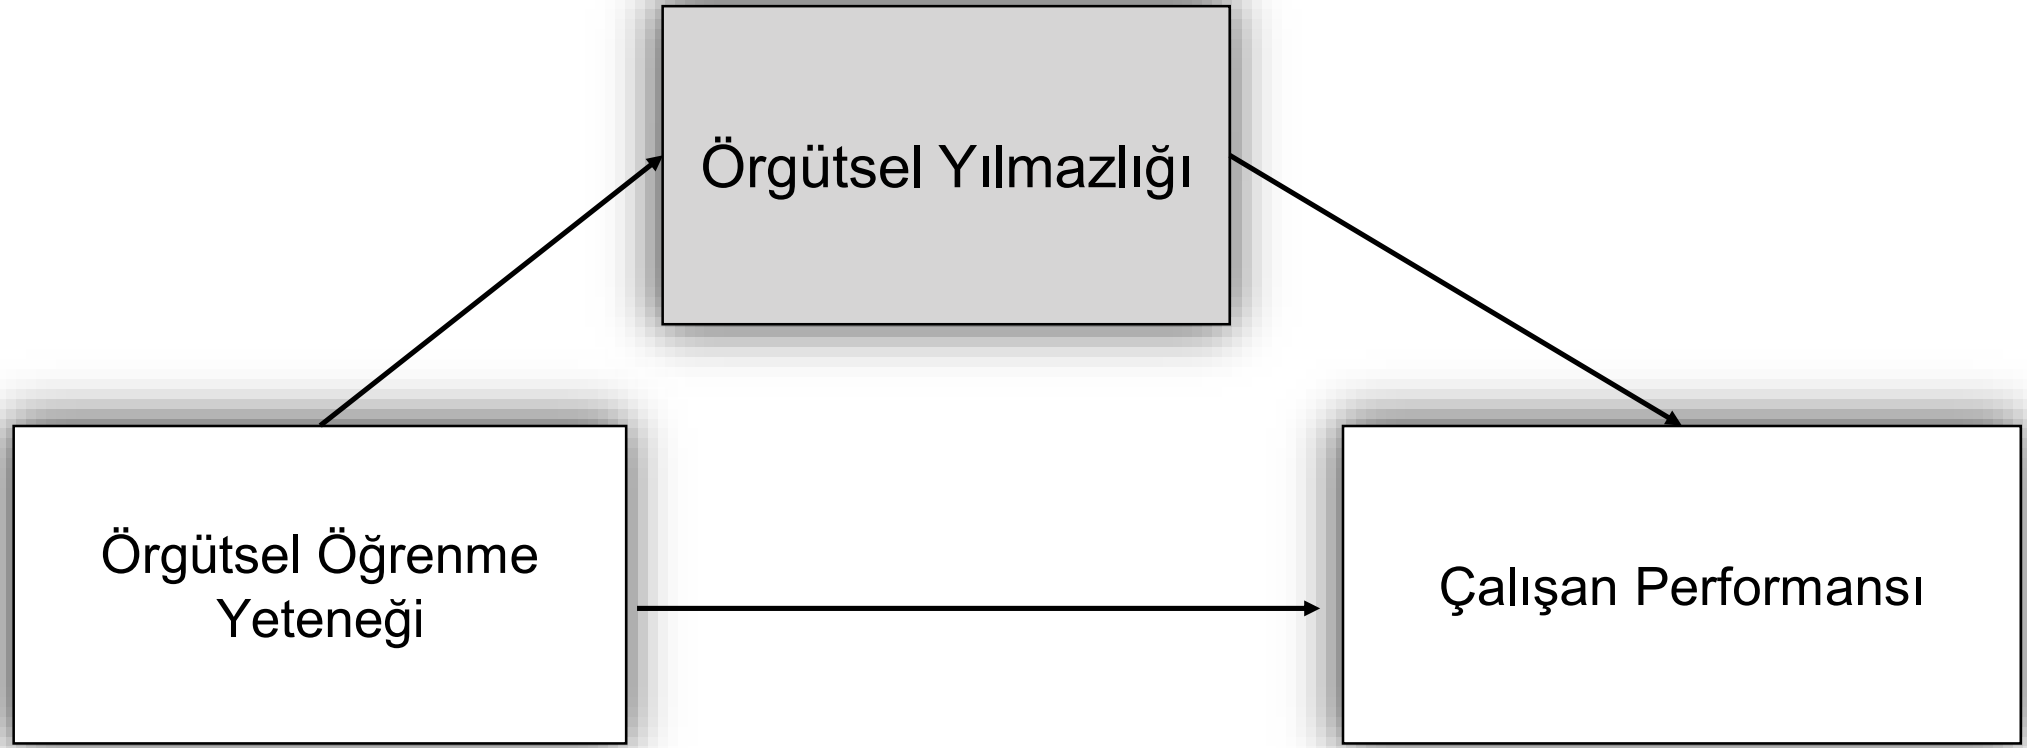 Örgütsel Yılmazlığı
Örgütsel Öğrenme
Yeteneği
Çalışan Performansı